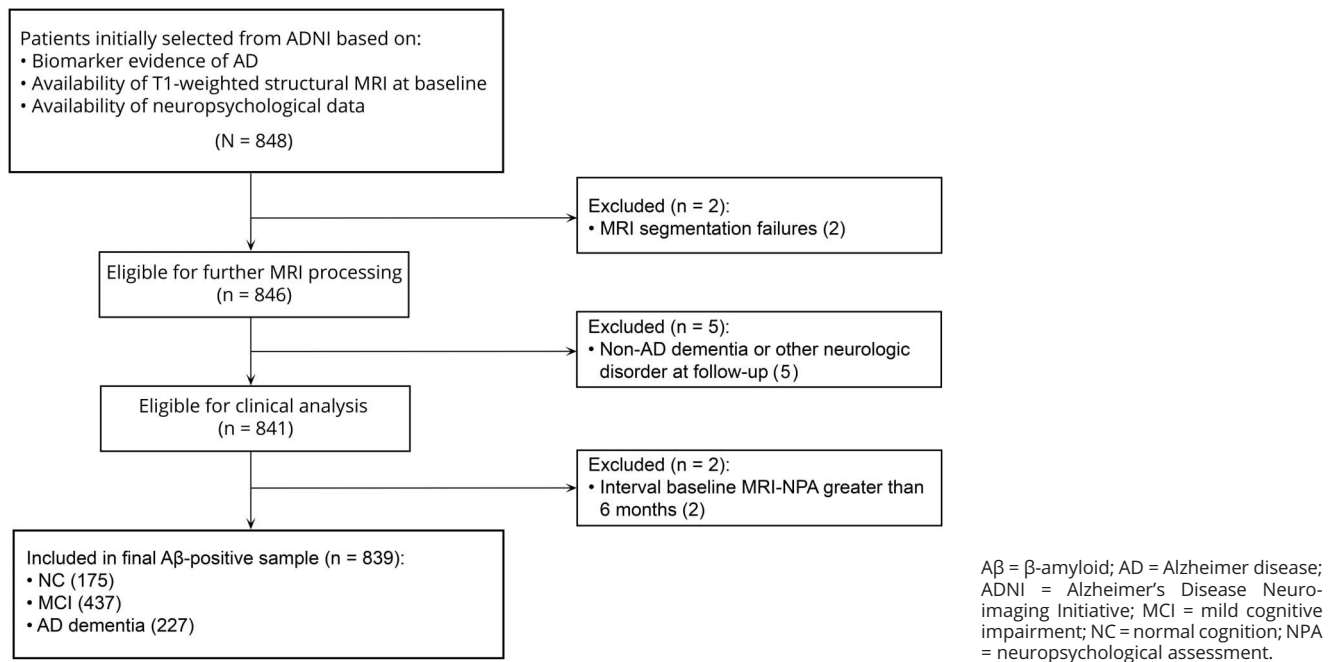 Patients initially selected from ADNI based on:
• Biomarker evidence of AD
• Availability of T1-weighted structural MRI at baseline
• Availability of neuropsychological data
(N = 848)
Excluded (n = 2):
• MRI segmentation failures (2)
Eligible for further MRI processing
(n = 846)
Excluded (n = 5):
• Non-AD dementia or other neurologic
disorder at follow-up (5)
Eligible for clinical analysis
(n = 841)
Excluded (n = 2):
• Interval baseline MRI-NPA greater than
6 months (2)
Included in final Aβ-positive sample (n = 839):
• NC (175)
• MCI (437)
• AD dementia (227)
Aβ = β-amyloid; AD = Alzheimer disease;
ADNI = Alzheimer's Disease Neuro-
imaging Initiative; MCI = mild cognitive
impairment; NC = normal cognition; NPA
= neuropsychological assessment.